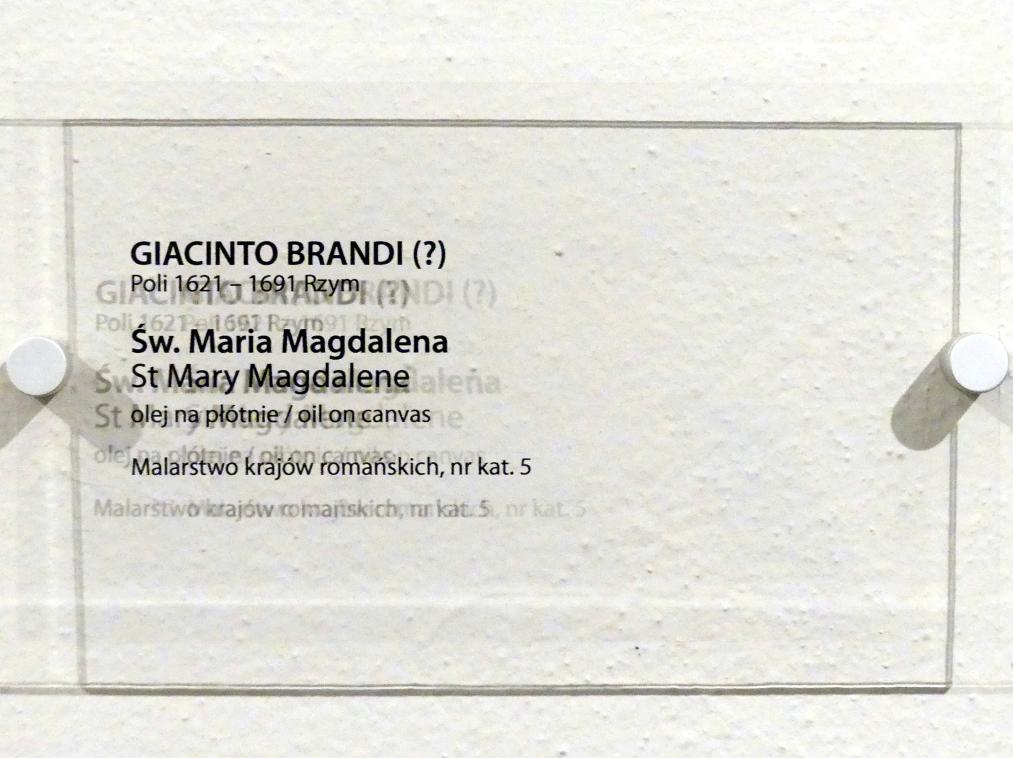 GIACINTO BRANDI (?)
Poli 1621 – 1691 Rzym
Św. Maria Magdalena
St Mary Magdalene
olej na płótnie / oil on canvas
Malarstwo krajów romańskich, nr kat. 5